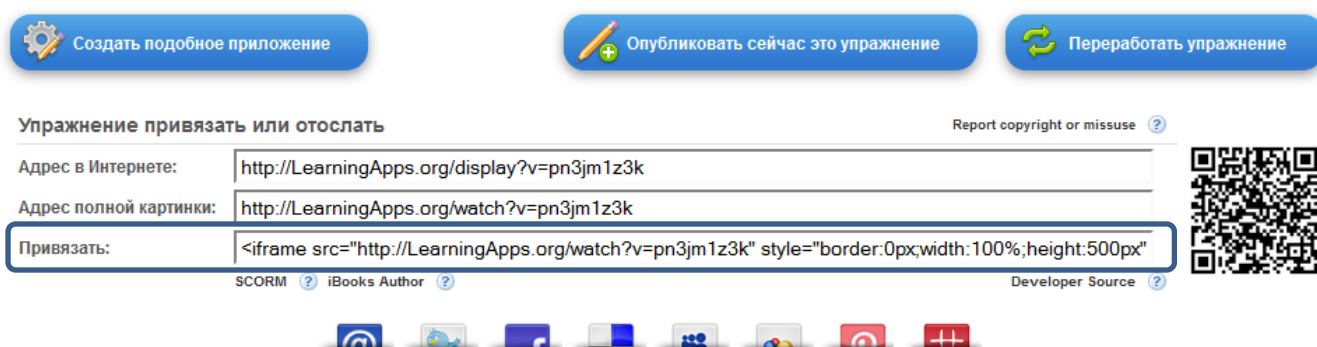 Создать подобное приложение
Опубликовать сейчас это упражнение
Переработать упражнение
Упражнение привязать или отослать
Report copyright or missuse ?
Адрес в Интернете: http://LearningApps.org/display?v=pn3jm1z3k
Адрес полной картинки: http://LearningApps.org/watch?v=pn3jm1z3k
Привязать: <iframe src="http://LearningApps.org/watch?v=pn3jm1z3k" style="border:0px;width:100%;height:500px"
SCORM ? iBooks Author ? Developer Source ?